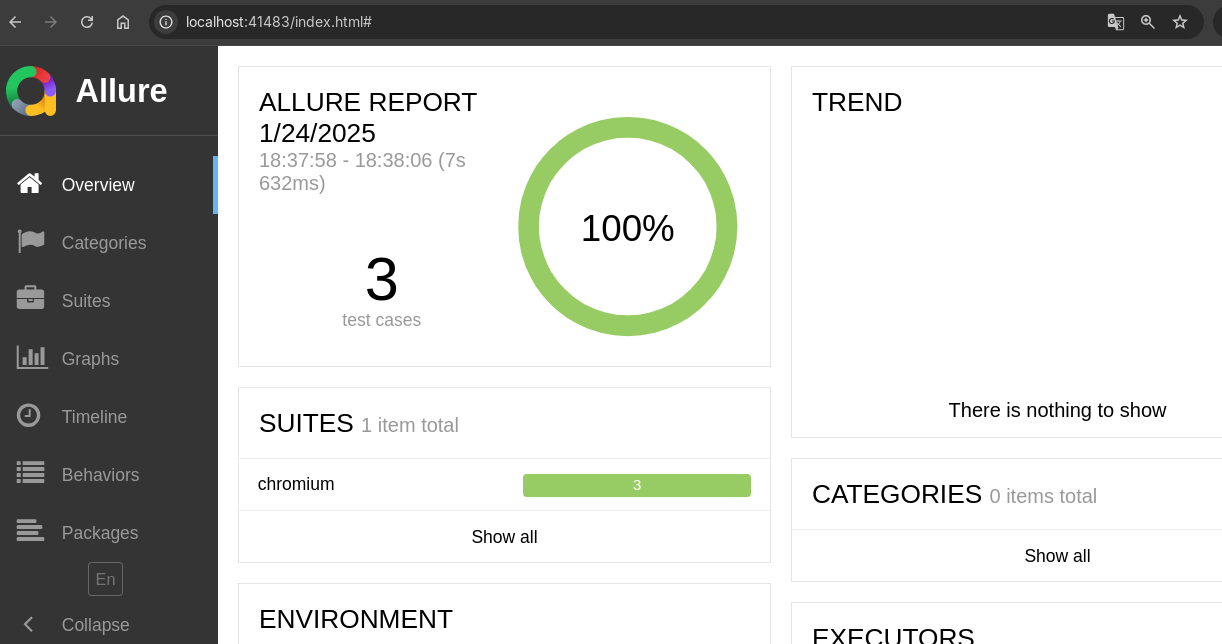 localhost:41483/index.html#
Allure
Overview
Categories
Suites
Graphs
Timeline
Behaviors
Packages
En
Collapse
ALLURE REPORT
1/24/2025
18:37:58 - 18:38:06 (7s
632ms)
3
test cases
100%
SUITES 1 item total
chromium 3
Show all
ENVIRONMENT
TREND
There is nothing to show
CATEGORIES 0 items total
Show all
EXECUTORS